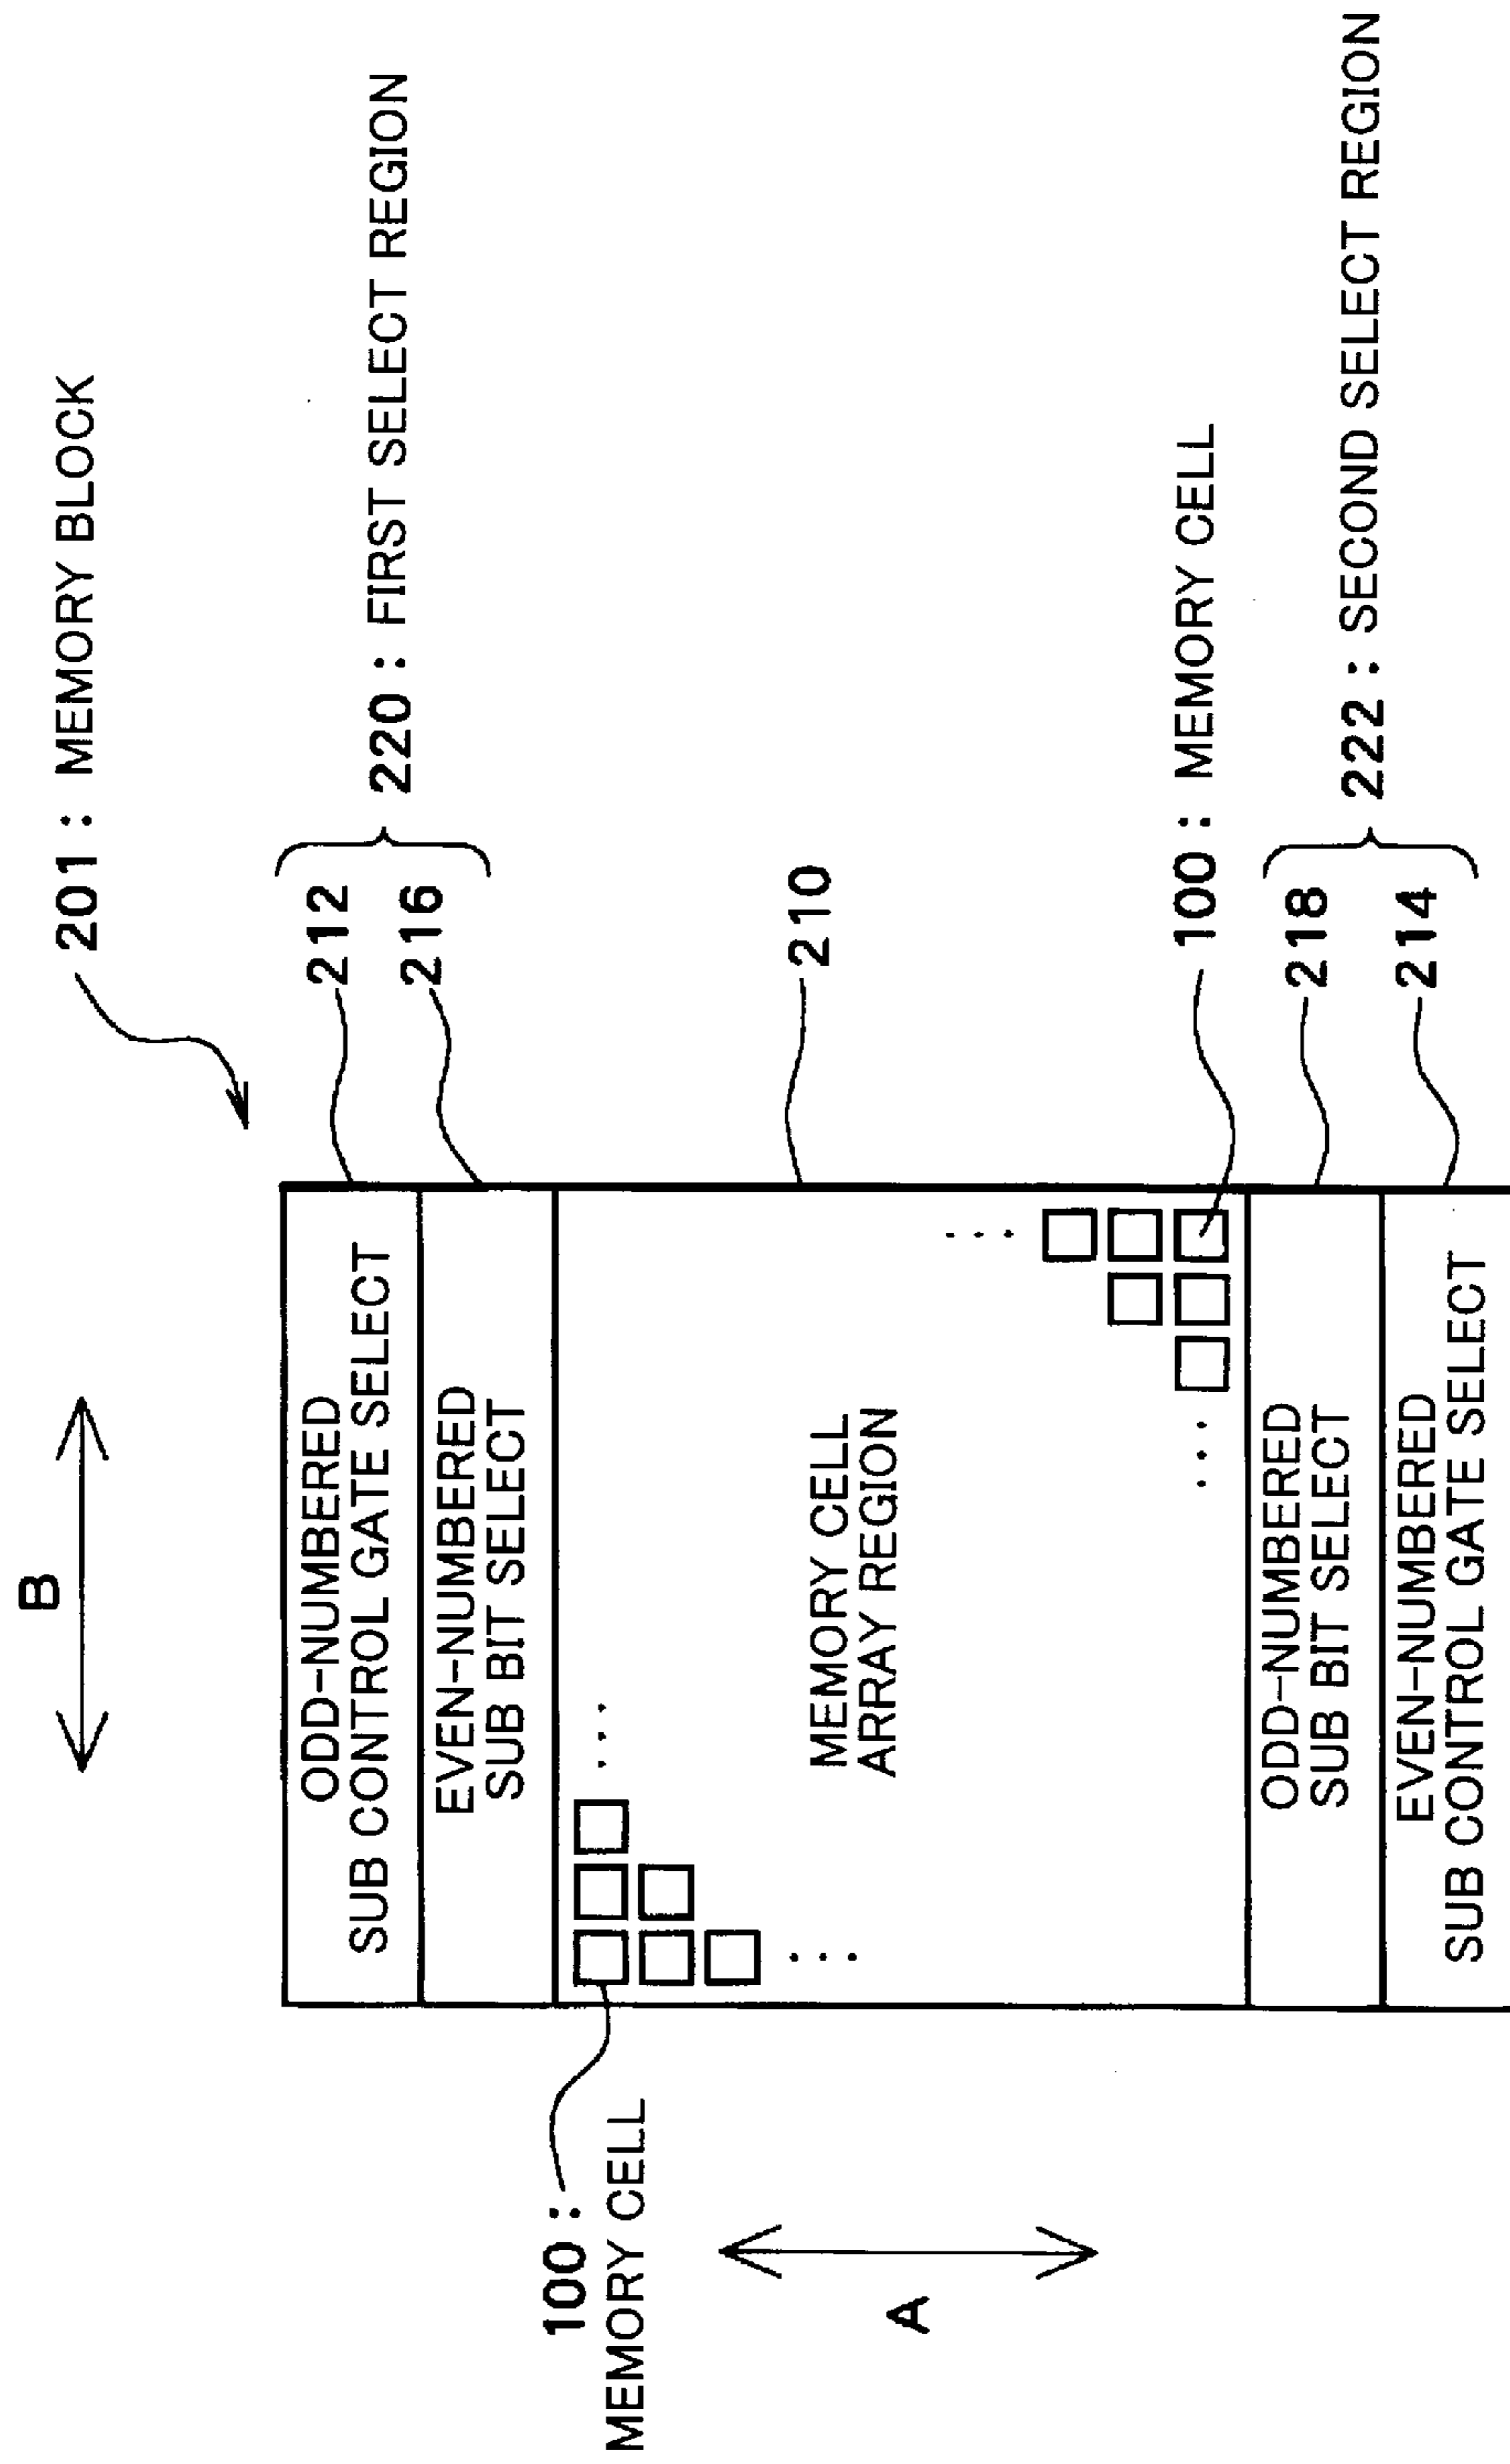 201 : MEMORY BLOCK
B
ODD-NUMBERED
SUB CONTROL GATE SELECT
212
EVEN-NUMBERED
SUB BIT SELECT
216
220 : FIRST SELECT REGION
100 :
MEMORY CELL
MEMORY CELL
ARRAY REGION
210
A
100 : MEMORY CELL
ODD-NUMBERED
SUB BIT SELECT
218
EVEN-NUMBERED
SUB CONTROL GATE SELECT
214
222 : SECOND SELECT REGION